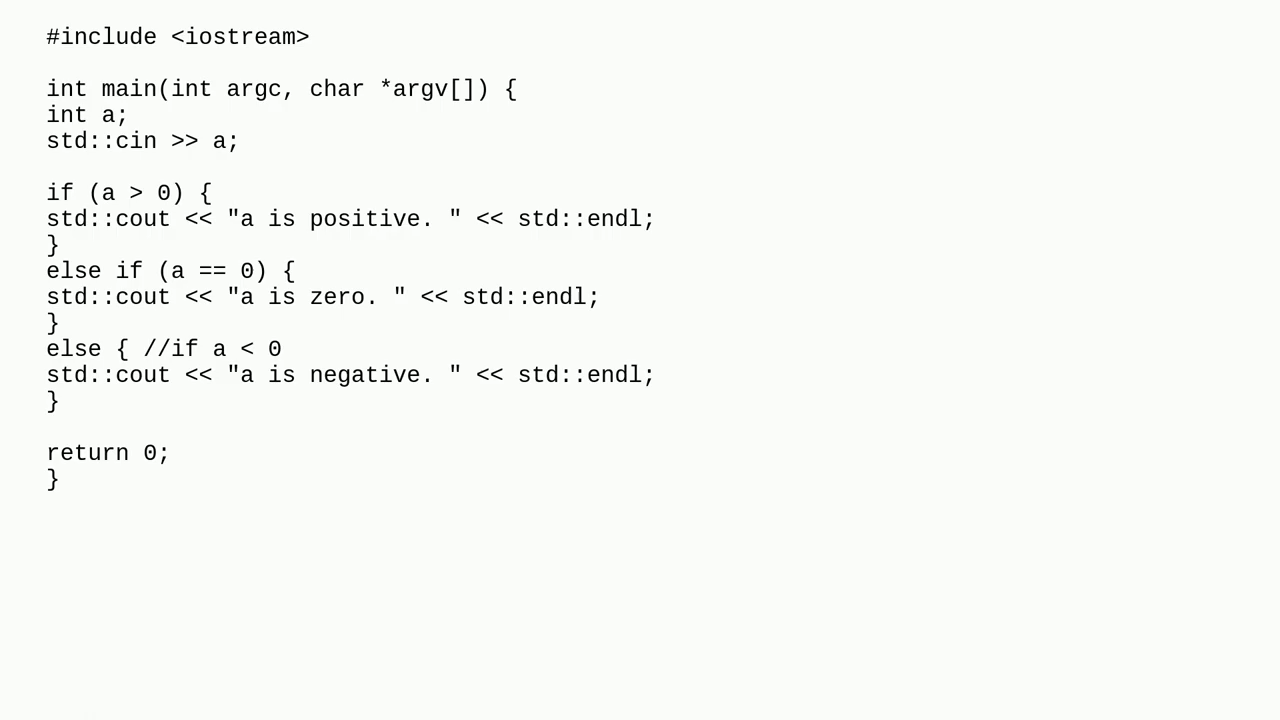 #include <iostream>

int main(int argc, char *argv[]) {
int a;
std::cin >> a;

if (a > 0) {
std::cout << "a is positive. " << std::endl;
}
else if (a == 0) {
std::cout << "a is zero. " << std::endl;
}
else { //if a < 0
std::cout << "a is negative. " << std::endl;
}

return 0;
}